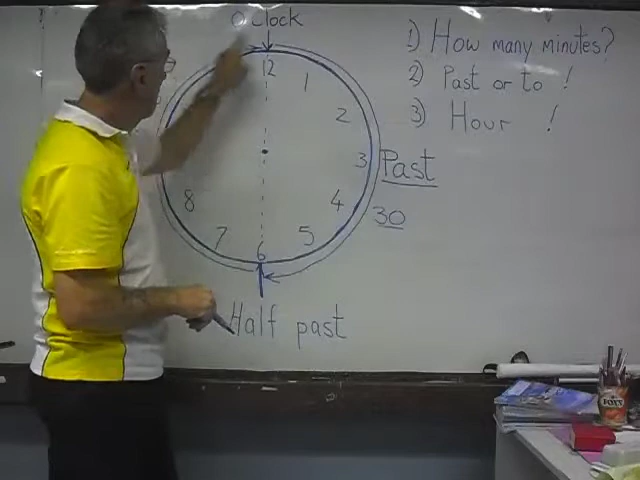 O Clock
12
1
2
3
4
5
6
7
8
Past
30
Half past
1) How many minutes?
2) Past or to !
3) Hour !